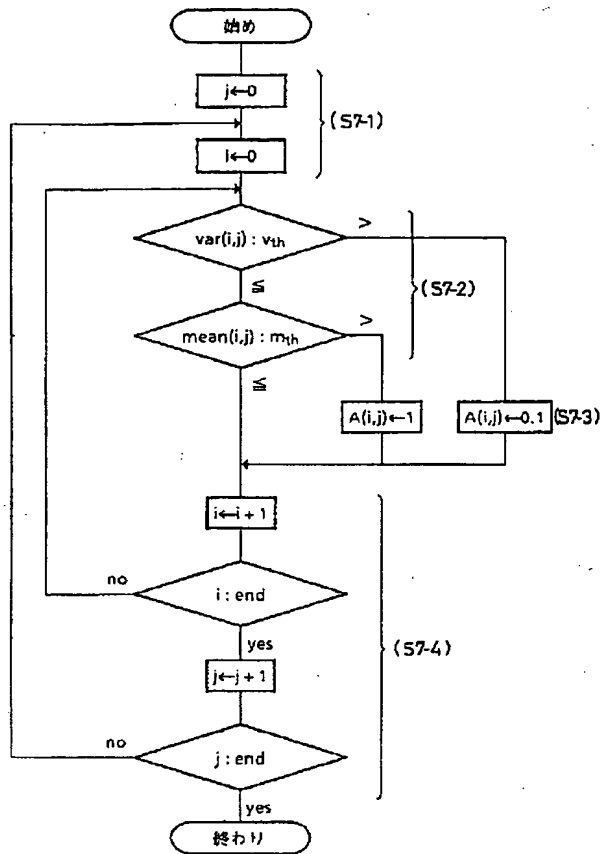 始め
j←0
(S7-1)
i←0
>
var(i,j) : vth
(S7-2)
≦
>
mean(i,j) : mth
≦
A(i,j)←1
A(i,j)←0.1
(S7-3)
i←i+1
no
i : end
yes
(S7-4)
j←j+1
no
j : end
yes
終わり